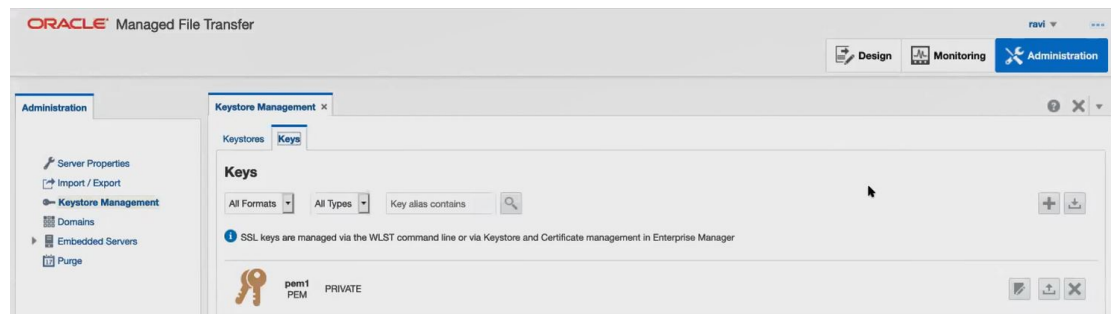 ORACLE® Managed File Transfer
ravi
Design
Monitoring
Administration
Administration
Keystore Management
Keystores
Keys
Server Properties
Import / Export
Keystore Management
Domains
Embedded Servers
Purge
Keys
All Formats
All Types
Key alias contains
SSL keys are managed via the WLST command line or via Keystore and Certificate management in Enterprise Manager
pem1
PEM
PRIVATE